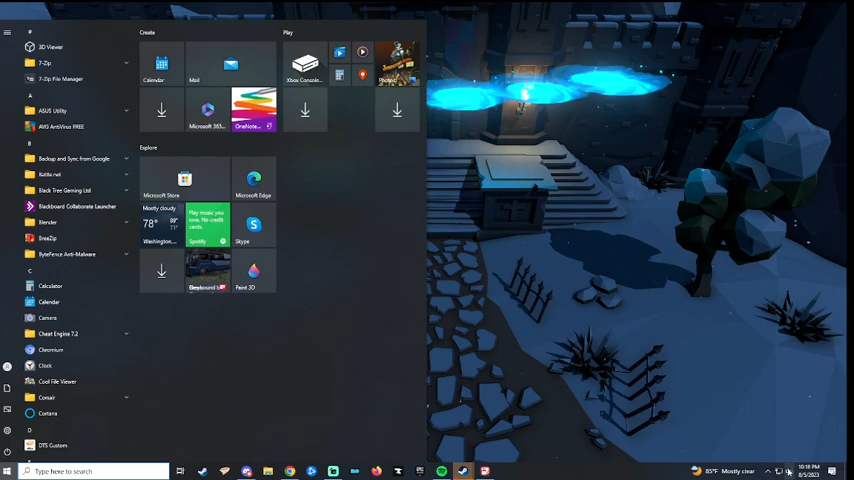 #
3D Viewer
7-Zip
7-Zip File Manager
A
ASUS Utility
AVG AntiVirus FREE
B
Backup and Sync from Google
Battle.net
Black Tree Gaming Ltd
Blackboard Collaborate Launcher
Blender
BreeZip
ByteFence Anti-Malware
C
Calculator
Calendar
Camera
Cheat Engine 7.2
Chromium
Clock
Cool File Viewer
Corsair
Cortana
D
DTS Custom
Create
Calendar
Mail
Microsoft 365...
OneNote...
Play
Xbox Console...
Photos
Explore
Microsoft Store
Microsoft Edge
Mostly cloudy
78° 89°
71°
Washington,...
Play music you
love. No credit
cards.
Spotify
Skype
Paint 3D
Type here to search
85°F Mostly clear
10:18 PM
8/5/2023